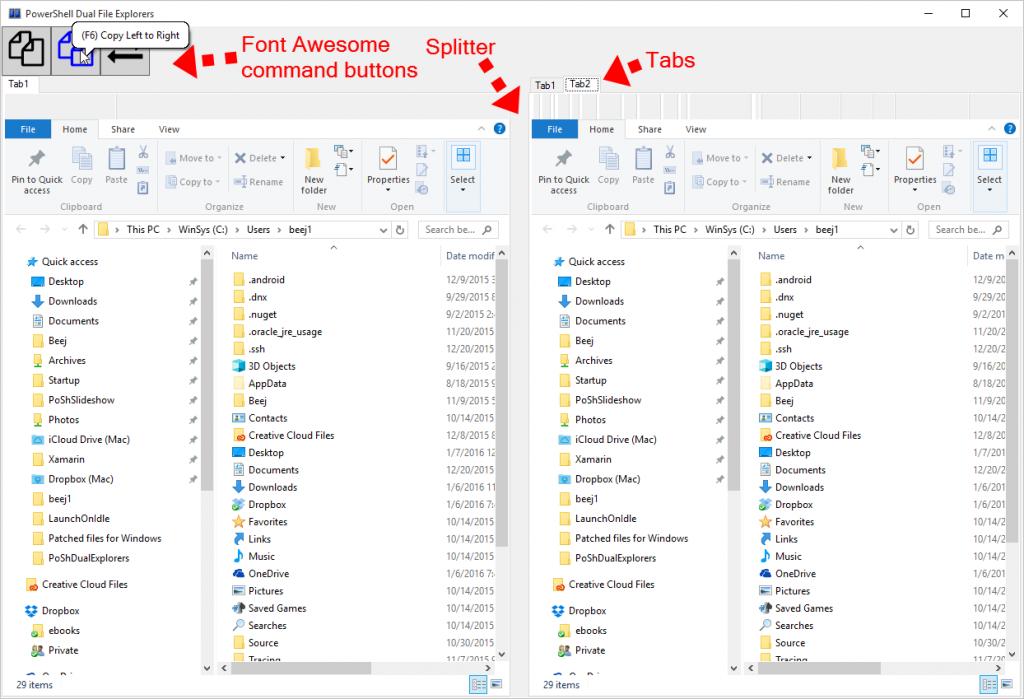 PowerShell Dual File Explorers
(F6) Copy Left to Right
Font Awesome
command buttons
Splitter
Tabs
Tab1
Tab1 Tab2
File Home Share View
Pin to Quick
access
Copy
Paste
Clipboard
Move to
Copy to
Delete
Rename
Organize
New
folder
New
Properties
Open
Select
This PC WinSys (C:) Users beej1
Search be...
Quick access
Desktop
Downloads
Documents
Beej
Archives
Startup
PoShSlideshow
Photos
iCloud Drive (Mac)
Xamarin
Dropbox (Mac)
beej1
LaunchOnIdle
Patched files for Windows
PoShDualExplorers
Creative Cloud Files
Dropbox
ebooks
Private
Name Date modif
.android 12/9/2015 3
.dnx 9/29/2015 8
.nuget 9/2/2015 2:4
.oracle_jre_usage 11/20/2015
.ssh 12/20/2015
3D Objects 9/16/2015 2
AppData 8/18/2015 9
Beej 11/9/2015 5
Contacts 10/14/2015
Creative Cloud Files 12/8/2015 8
Desktop 1/7/2016 12
Documents 12/20/2015
Downloads 1/6/2016 11
Dropbox 1/6/2016 7:4
Favorites 10/14/2015
Links 10/14/2015
Music 10/14/2015
OneDrive 1/6/2016 7:4
Pictures 10/14/2015
Saved Games 10/14/2015
Searches 10/14/2015
Source 10/30/2015
Tracing 11/7/2015 9
29 items
File Home Share View
Pin to Quick
access
Copy
Paste
Clipboard
Move to
Copy to
Delete
Rename
Organize
New
folder
New
Properties
Open
Select
This PC WinSys (C:) Users beej1
Search be...
Quick access
Desktop
Downloads
Documents
Beej
Archives
Startup
PoShSlideshow
Photos
iCloud Drive (Mac)
Xamarin
Dropbox (Mac)
beej1
LaunchOnIdle
Patched files for Windows
PoShDualExplorers
Creative Cloud Files
Dropbox
ebooks
Private
Name Date m
.android 12/9/20
.dnx 9/29/20
.nuget 9/2/201
.oracle_jre_usage 11/20/2
.ssh 12/20/2
3D Objects 9/16/20
AppData 8/18/20
Beej 11/9/20
Contacts 10/14/2
Creative Cloud Files 12/8/20
Desktop 1/7/201
Documents 12/20/2
Downloads 1/6/201
Dropbox 1/6/201
Favorites 10/14/2
Links 10/14/2
Music 10/14/2
OneDrive 1/6/201
Pictures 10/14/2
Saved Games 10/14/2
Searches 10/14/2
Source 10/30/2
Tracing 11/7/20
29 items